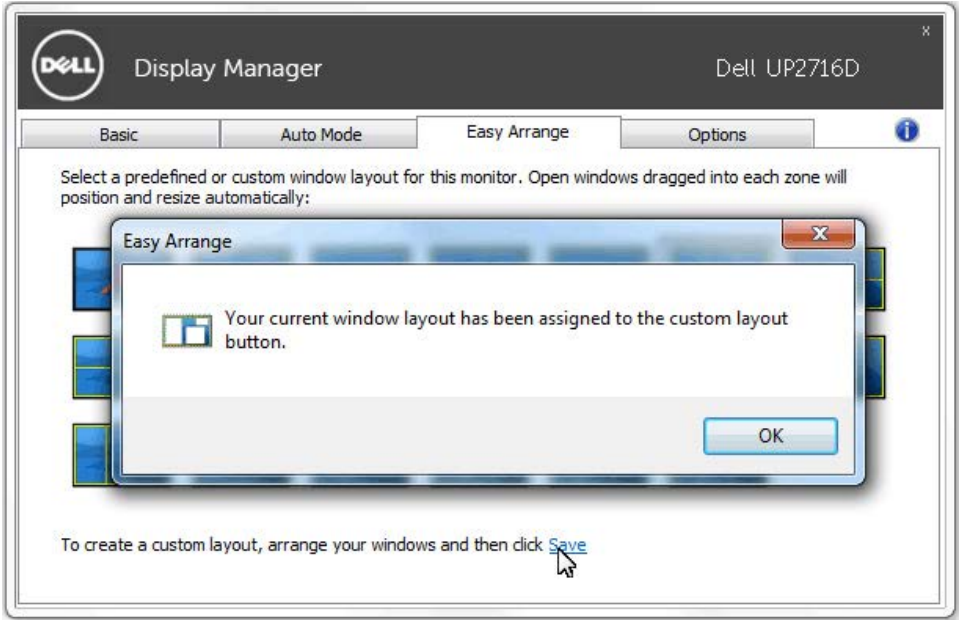 x
DELL
Display Manager
Dell UP2716D
Basic
Auto Mode
Easy Arrange
Options
i
Select a predefined or custom window layout for this monitor. Open windows dragged into each zone will
position and resize automatically:
Easy Arrange
x
Your current window layout has been assigned to the custom layout
button.
OK
To create a custom layout, arrange your windows and then click Save